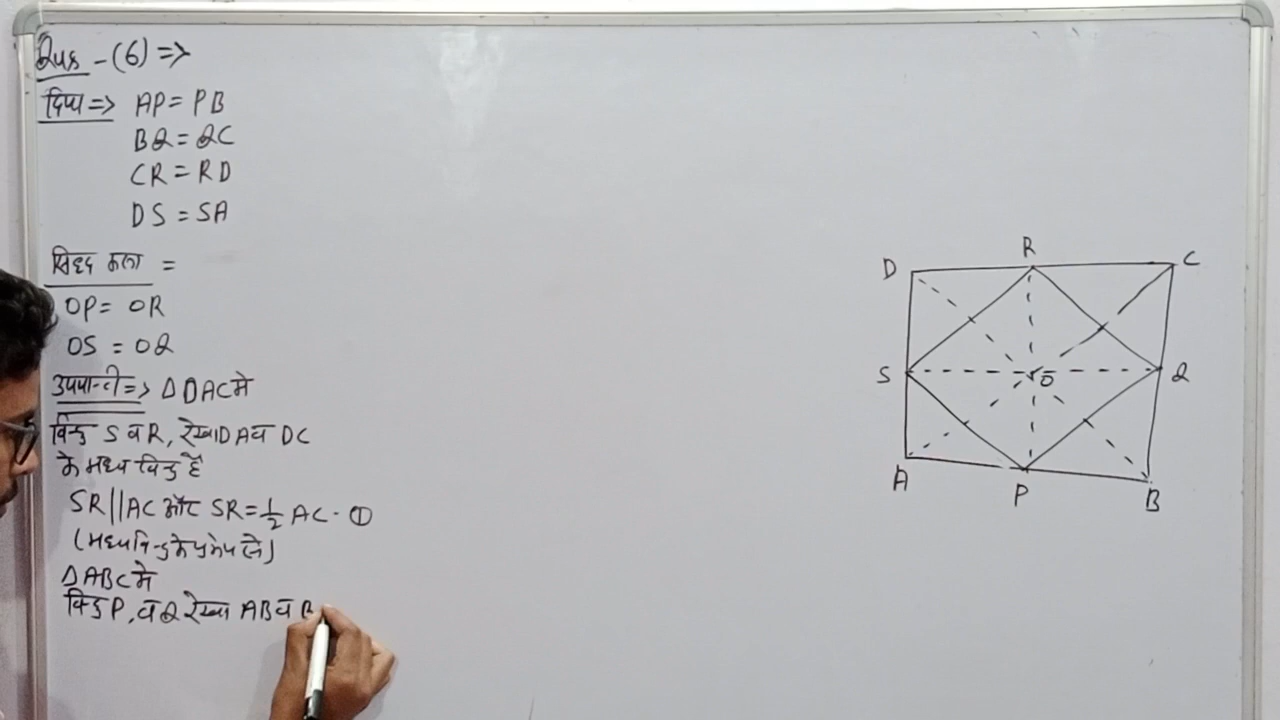 Ques - (6) =>
दिया => AP = PB
BQ = QC
CR = RD
DS = SA
सिद्ध करना =
OP = OR
OS = OQ
उपपत्ती => Δ DAC मे
बिन्दु S व R, रेखा DA व DC
के मध्य बिन्दु है
SR || AC और SR = 1/2 AC - ①
(मध्य बिन्दु के प्रमेय से)
Δ ABC मे
बिन्दु P, व Q रेखा AB व B
R
D
C
S
O
Q
A
P
B